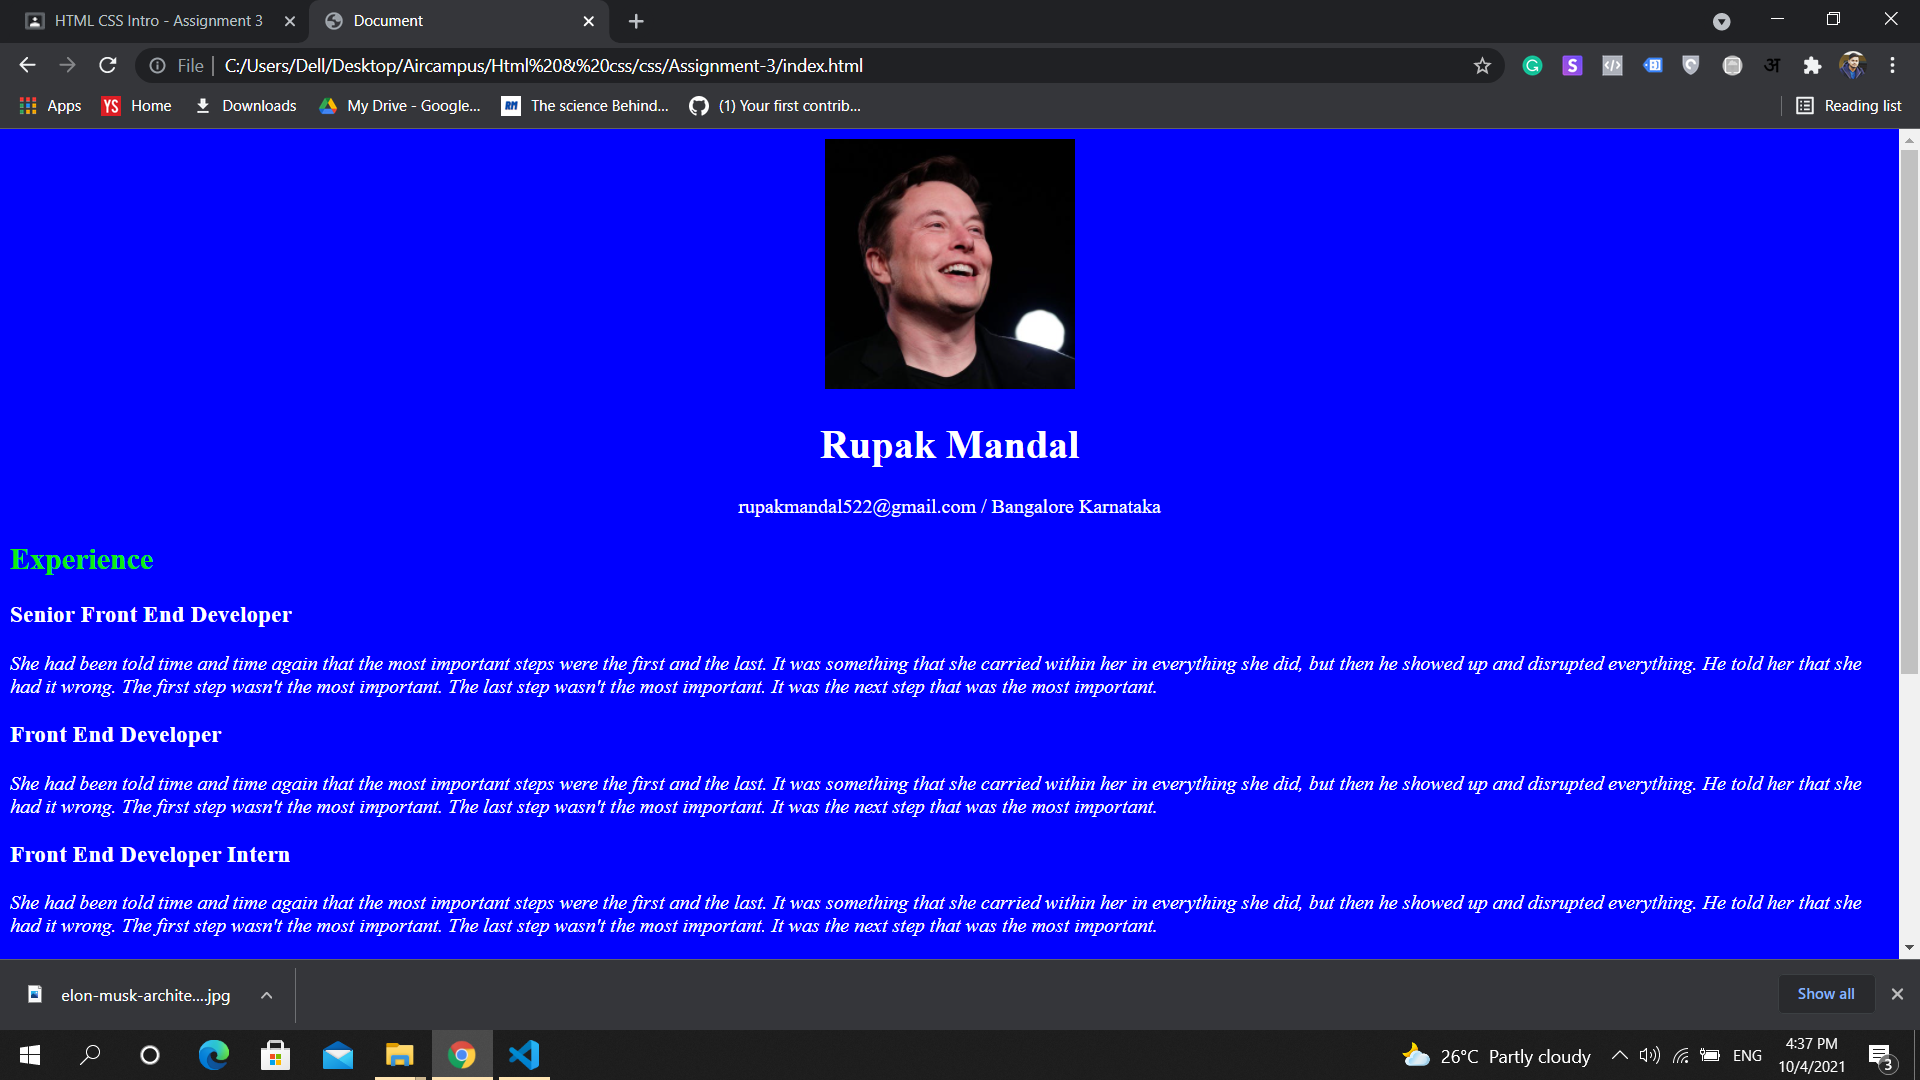 HTML CSS Intro - Assignment 3
Document
File | C:/Users/Dell/Desktop/Aircampus/Html%20&%20css/css/Assignment-3/index.html
Apps
YS Home
Downloads
My Drive - Google...
RM The science Behind...
(1) Your first contrib...
Reading list
Rupak Mandal
rupakmandal522@gmail.com / Bangalore Karnataka
Experience
Senior Front End Developer
She had been told time and time again that the most important steps were the first and the last. It was something that she carried within her in everything she did, but then he showed up and disrupted everything. He told her that she
had it wrong. The first step wasn't the most important. The last step wasn't the most important. It was the next step that was the most important.
Front End Developer
She had been told time and time again that the most important steps were the first and the last. It was something that she carried within her in everything she did, but then he showed up and disrupted everything. He told her that she
had it wrong. The first step wasn't the most important. The last step wasn't the most important. It was the next step that was the most important.
Front End Developer Intern
She had been told time and time again that the most important steps were the first and the last. It was something that she carried within her in everything she did, but then he showed up and disrupted everything. He told her that she
had it wrong. The first step wasn't the most important. The last step wasn't the most important. It was the next step that was the most important.
elon-musk-archite....jpg
Show all
26°C Partly cloudy
ENG
4:37 PM
10/4/2021
3